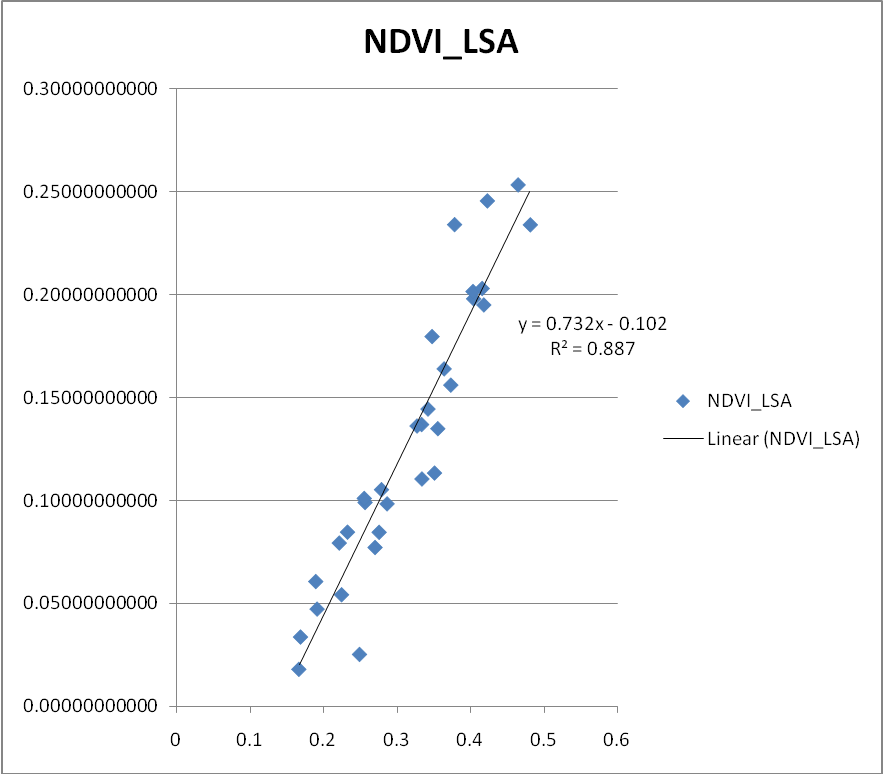 NDVI_LSA
0.30000000000
0.25000000000
0.20000000000
0.15000000000
0.10000000000
0.05000000000
0.00000000000
0 0.1 0.2 0.3 0.4 0.5 0.6
y = 0.732x - 0.102
R² = 0.887
NDVI_LSA
Linear (NDVI_LSA)